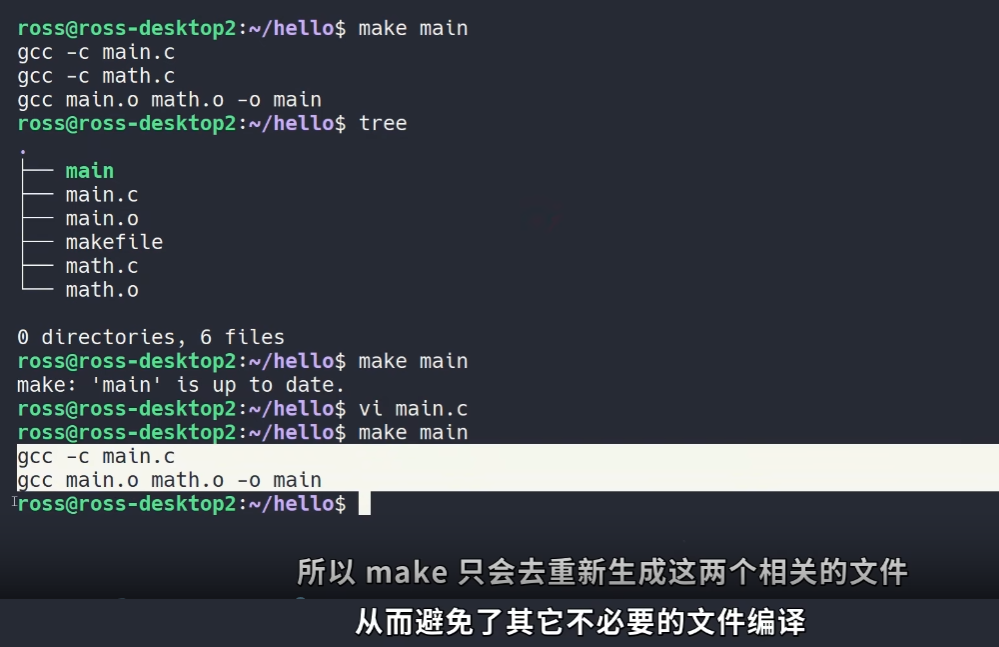 ross@ross-desktop2:~/hello$ make main
gcc -c main.c
gcc -c math.c
gcc main.o math.o -o main
ross@ross-desktop2:~/hello$ tree
.
├── main
├── main.c
├── main.o
├── makefile
├── math.c
└── math.o
0 directories, 6 files
ross@ross-desktop2:~/hello$ make main
make: 'main' is up to date.
ross@ross-desktop2:~/hello$ vi main.c
ross@ross-desktop2:~/hello$ make main
gcc -c main.c
gcc main.o math.o -o main
ross@ross-desktop2:~/hello$
所以 make 只会去重新生成这两个相关的文件
从而避免了其它不必要的文件编译